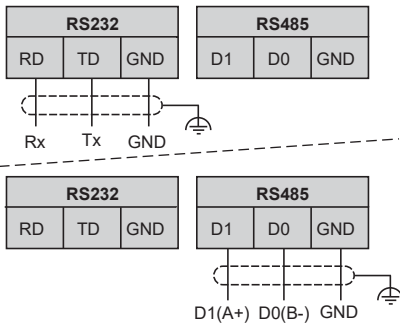 RS232 RS485
RD TD GND D1 D0 GND
Rx Tx GND
RS232 RS485
RD TD GND D1 D0 GND
D1(A+) D0(B-) GND